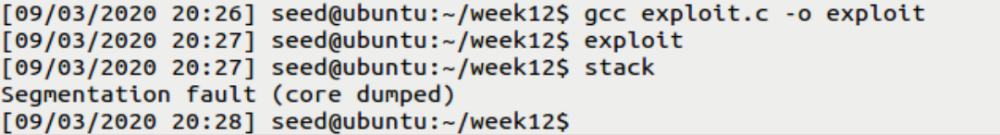 [09/03/2020 20:26] seed@ubuntu:~/week12$ gcc exploit.c -o exploit
[09/03/2020 20:27] seed@ubuntu:~/week12$ exploit
[09/03/2020 20:27] seed@ubuntu:~/week12$ stack
Segmentation fault (core dumped)
[09/03/2020 20:28] seed@ubuntu:~/week12$